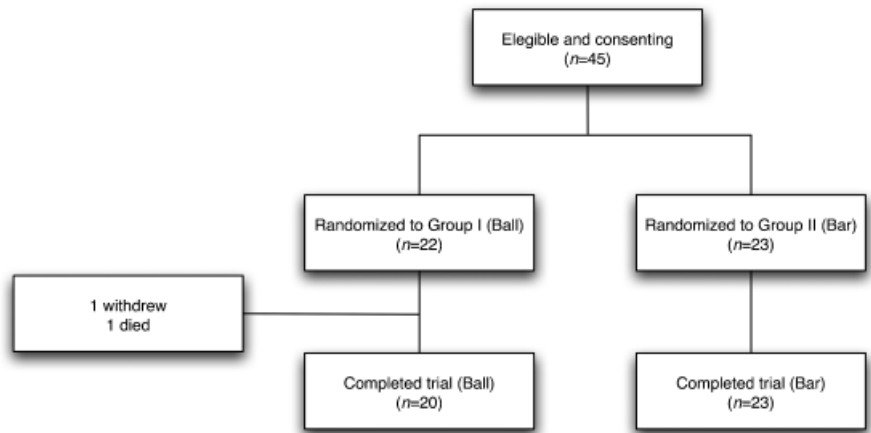 Elegible and consenting
(n=45)
Randomized to Group I (Ball)
(n=22)
Randomized to Group II (Bar)
(n=23)
1 withdrew
1 died
Completed trial (Ball)
(n=20)
Completed trial (Bar)
(n=23)